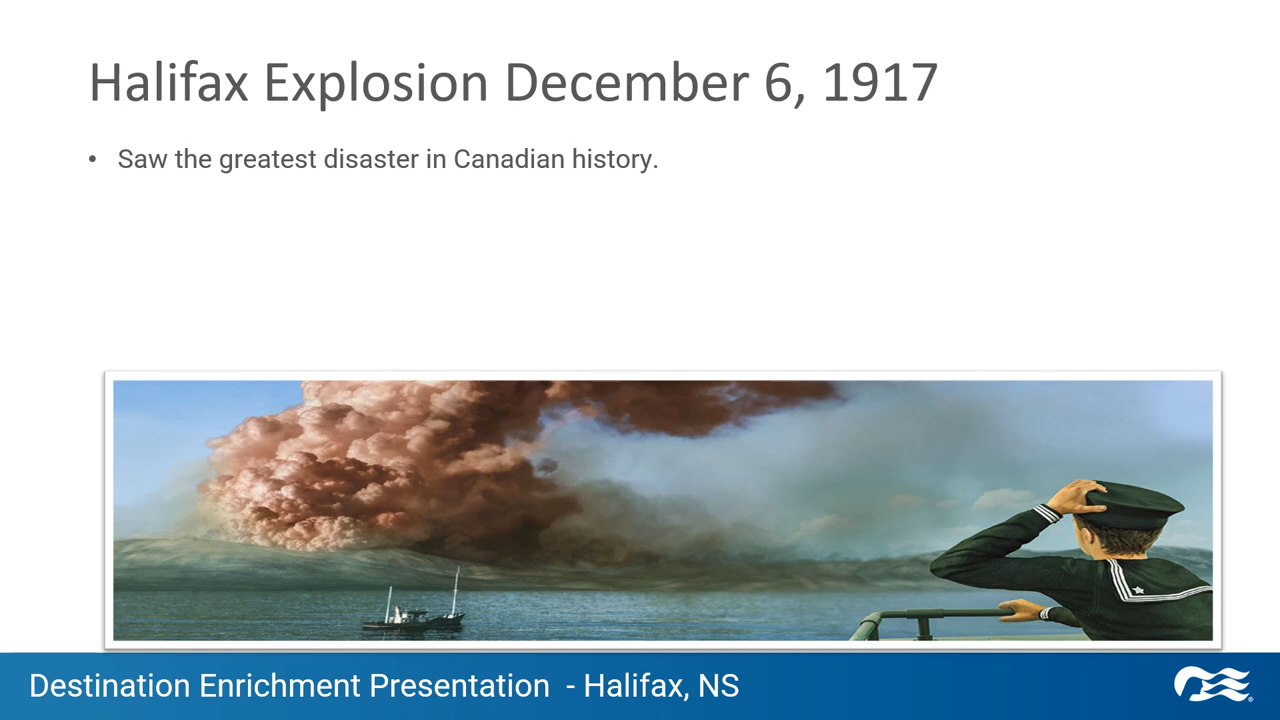 Halifax Explosion December 6, 1917
• Saw the greatest disaster in Canadian history.
Destination Enrichment Presentation  - Halifax, NS
®